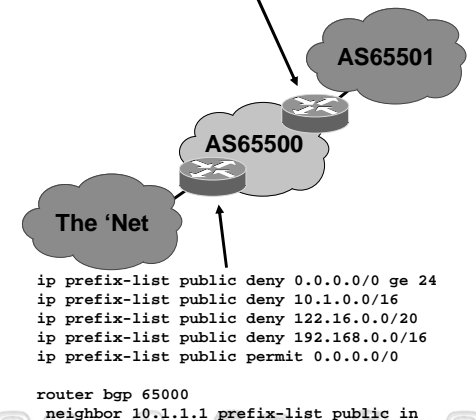 AS65501
AS65500
The ‘Net
ip prefix-list public deny 0.0.0.0/0 ge 24
ip prefix-list public deny 10.1.0.0/16
ip prefix-list public deny 122.16.0.0/20
ip prefix-list public deny 192.168.0.0/16
ip prefix-list public permit 0.0.0.0/0
router bgp 65000
neighbor 10.1.1.1 prefix-list public in